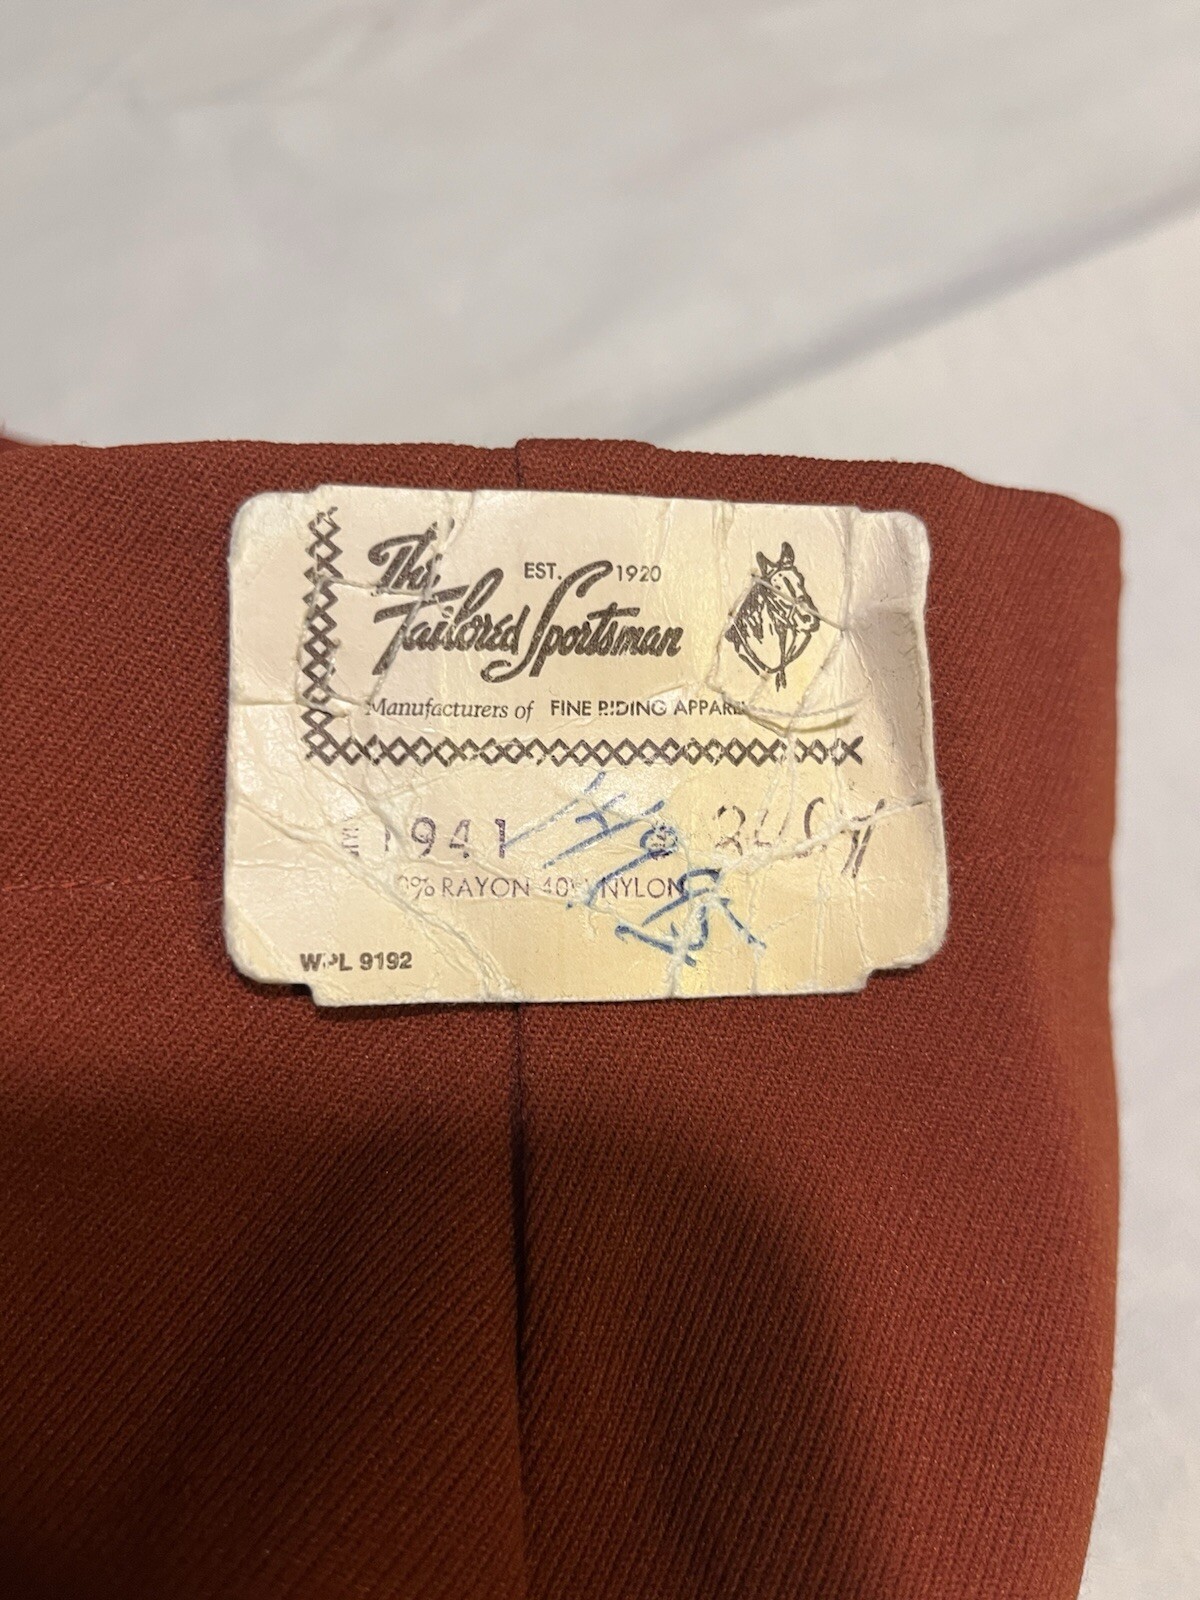 The
EST. 1920
Tailored Sportsman
Manufacturers of FINE RIDING APPAREL
1941
% RAYON 40% NYLON
WPL 9192